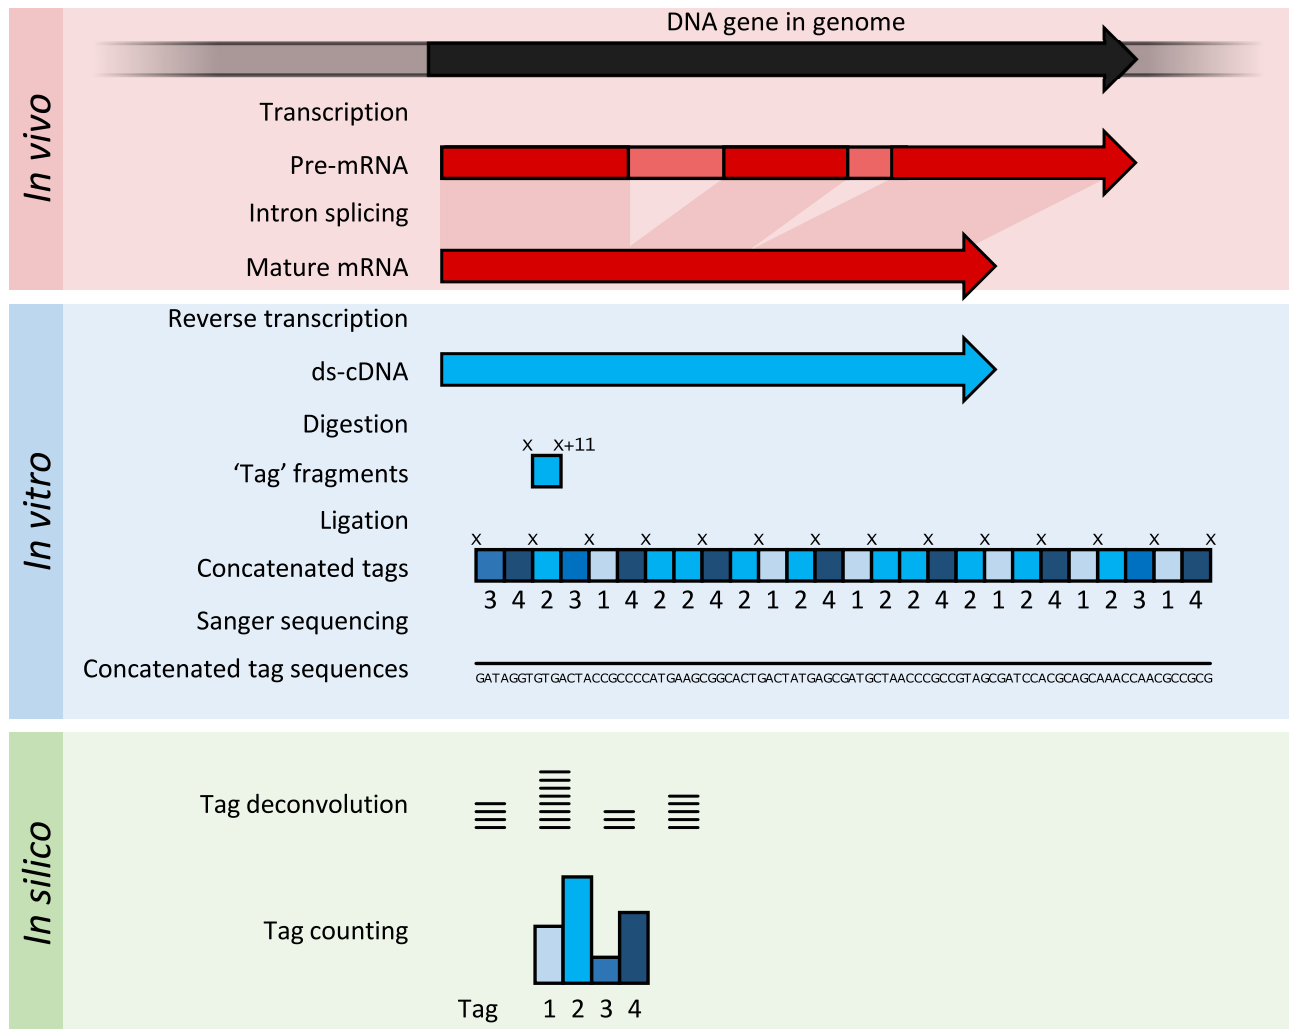 In vivo
DNA gene in genome
Transcription
Pre-mRNA
Intron splicing
Mature mRNA
In vitro
Reverse transcription
ds-cDNA
Digestion
x x+11
‘Tag’ fragments
Ligation
x x x x x x x x x x x x x x
Concatenated tags
3 4 2 3 1 4 2 2 4 2 1 2 4 1 2 2 4 2 1 2 4 1 2 3 1 4
Sanger sequencing
Concatenated tag sequences
GATAGGTGTGACTACCGCCCCATGAAGCGGCACTGACTATGAGCGATGCTAACCCGCCGTAGCGATCCACGCAGCAAACCAACGCCGCG
In silico
Tag deconvolution
Tag counting
Tag 1 2 3 4